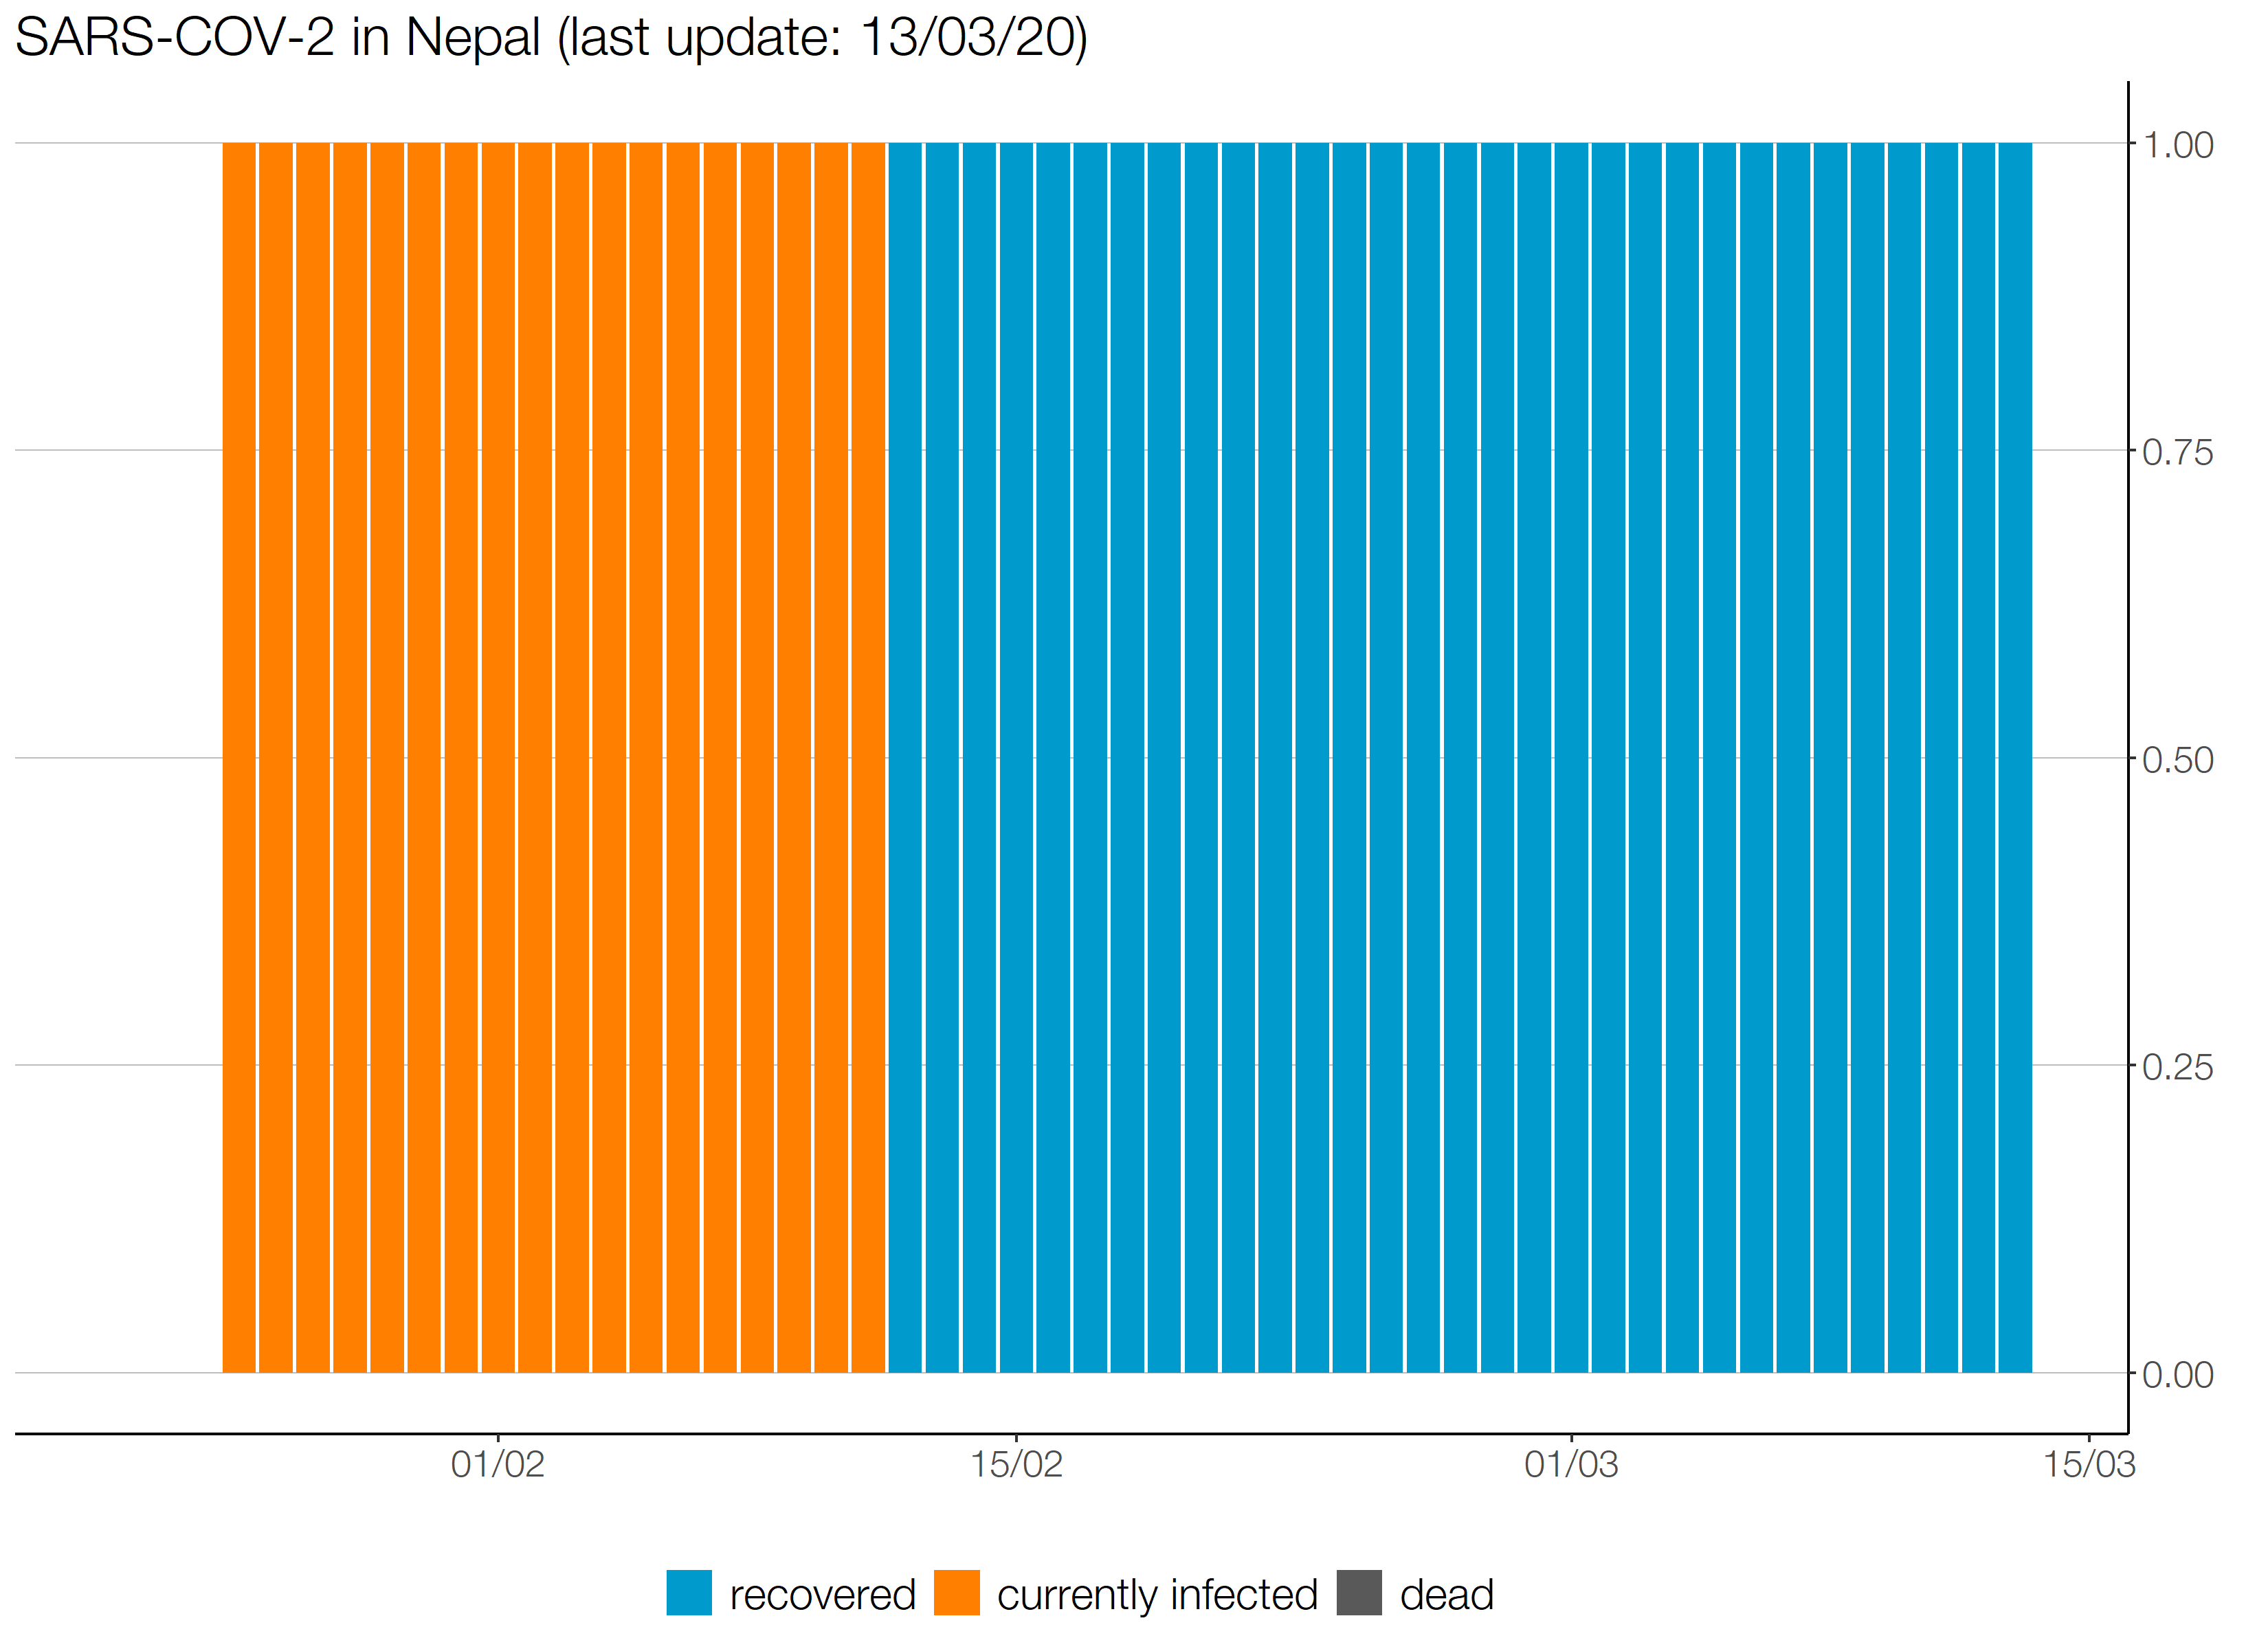 SARS-COV-2 in Nepal (last update: 13/03/20)
1.00
0.75
0.50
0.25
0.00
01/02 15/02 01/03 15/03
recovered currently infected dead